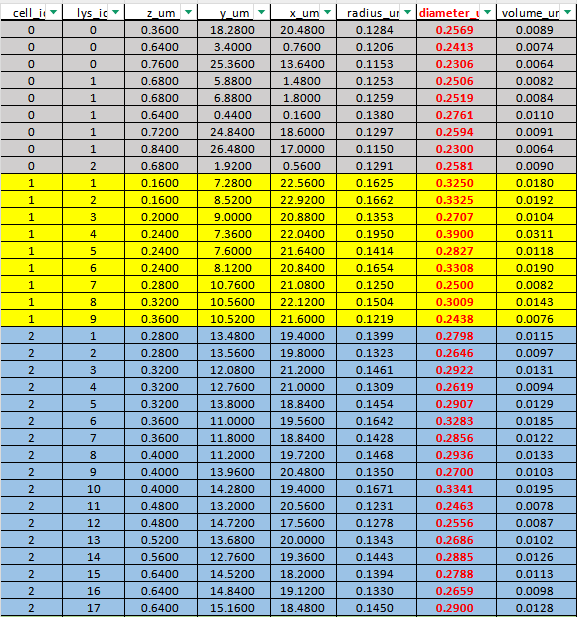 cell_i lys_ic z_um y_um x_um radius_ur diameter_u volume_ur
0 0 0.3600 18.2800 20.4800 0.1284 0.2569 0.0089
0 0 0.6400 3.4000 0.7600 0.1206 0.2413 0.0074
0 0 0.7600 25.3600 13.6400 0.1153 0.2306 0.0064
0 1 0.6800 5.8800 1.4800 0.1253 0.2506 0.0082
0 1 0.6800 6.8800 1.8000 0.1259 0.2519 0.0084
0 1 0.6400 0.4400 0.1600 0.1380 0.2761 0.0110
0 1 0.7200 24.8400 18.6000 0.1297 0.2594 0.0091
0 1 0.8400 26.4800 17.0000 0.1150 0.2300 0.0064
0 2 0.6800 1.9200 0.5600 0.1291 0.2581 0.0090
1 1 0.1600 7.2800 22.5600 0.1625 0.3250 0.0180
1 2 0.1600 8.5200 22.9200 0.1662 0.3325 0.0192
1 3 0.2000 9.0000 20.8800 0.1353 0.2707 0.0104
1 4 0.2400 7.3600 22.0400 0.1950 0.3900 0.0311
1 5 0.2400 7.6000 21.6400 0.1414 0.2827 0.0118
1 6 0.2400 8.1200 20.8400 0.1654 0.3308 0.0190
1 7 0.2800 10.7600 21.0800 0.1250 0.2500 0.0082
1 8 0.3200 10.5600 22.1200 0.1504 0.3009 0.0143
1 9 0.3600 10.5200 21.6000 0.1219 0.2438 0.0076
2 1 0.2800 13.4800 19.4000 0.1399 0.2798 0.0115
2 2 0.2800 13.5600 19.8000 0.1323 0.2646 0.0097
2 3 0.3200 12.0800 21.2000 0.1461 0.2922 0.0131
2 4 0.3200 12.7600 21.0000 0.1309 0.2619 0.0094
2 5 0.3200 13.8000 18.8400 0.1454 0.2907 0.0129
2 6 0.3600 11.0000 19.5600 0.1642 0.3283 0.0185
2 7 0.3600 11.8000 18.8400 0.1428 0.2856 0.0122
2 8 0.4000 11.2000 19.7200 0.1468 0.2936 0.0133
2 9 0.4000 13.9600 20.4800 0.1350 0.2700 0.0103
2 10 0.4000 14.2800 19.4000 0.1671 0.3341 0.0195
2 11 0.4800 13.2000 20.5600 0.1231 0.2463 0.0078
2 12 0.4800 14.7200 17.5600 0.1278 0.2556 0.0087
2 13 0.5200 13.6800 20.0000 0.1343 0.2686 0.0102
2 14 0.5600 12.7600 19.3600 0.1443 0.2885 0.0126
2 15 0.6400 14.5200 18.2000 0.1394 0.2788 0.0113
2 16 0.6400 14.8400 19.1200 0.1330 0.2659 0.0098
2 17 0.6400 15.1600 18.4800 0.1450 0.2900 0.0128